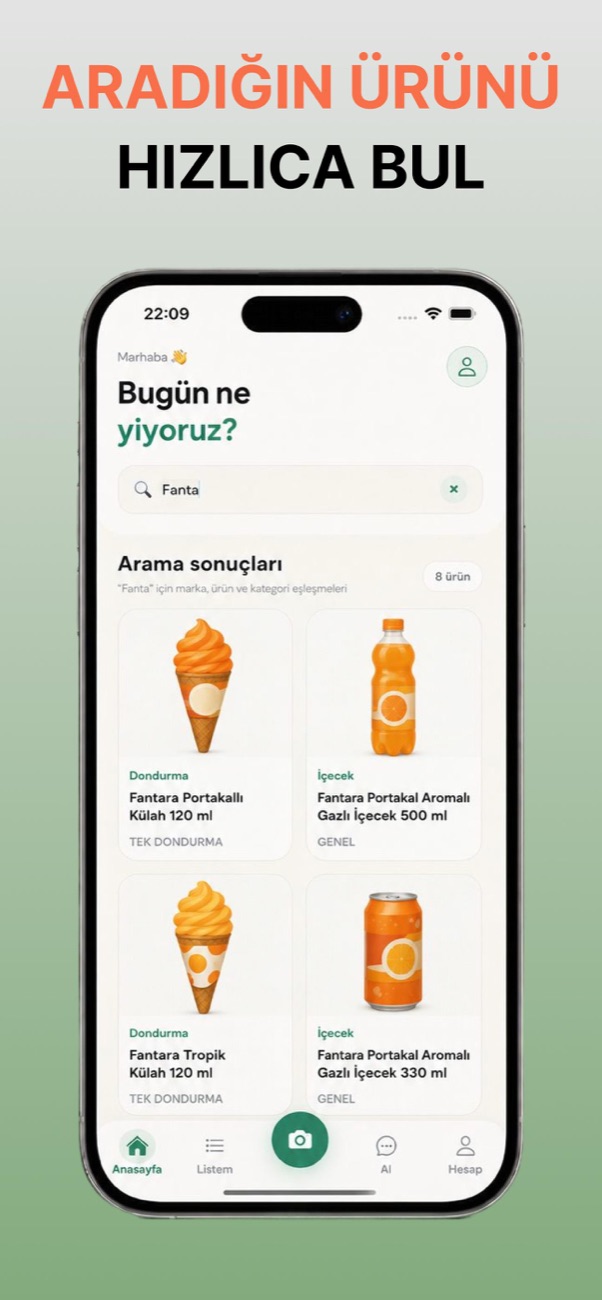 ARADIĞIN ÜRÜNÜ
HIZLICA BUL
22:09
Marhaba 👋
Bugün ne
yiyoruz?
Fanta
Arama sonuçları
8 ürün
"Fanta" için marka, ürün ve kategori eşleşmeleri
Dondurma
Fantara Portakallı
Külah 120 ml
TEK DONDURMA
İçecek
Fantara Portakal Aromalı
Gazlı İçecek 500 ml
GENEL
Dondurma
Fantara Tropik
Külah 120 ml
TEK DONDURMA
İçecek
Fantara Portakal Aromalı
Gazlı İçecek 330 ml
GENEL
Anasayfa
Listem
AI
Hesap